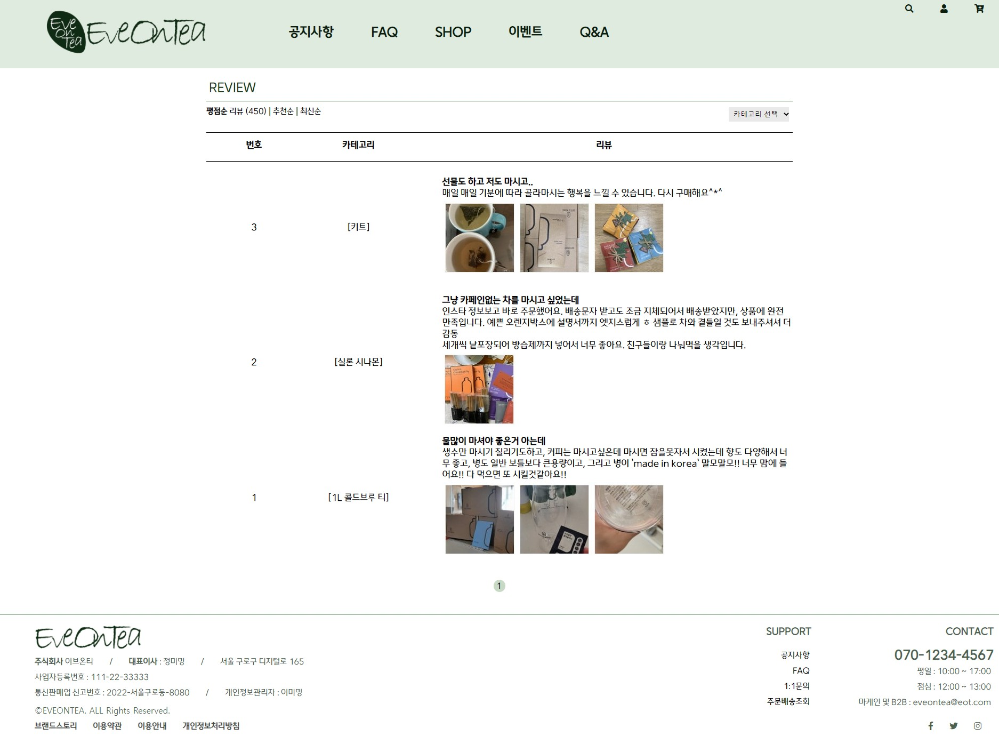 Eve On Tea EveOnTea
공지사항 FAQ SHOP 이벤트 Q&A
REVIEW
평점순 리뷰 (450) | 추천순 | 최신순
카테고리 선택
번호 카테고리 리뷰
선물도 하고 저도 마시고..
매일 매일 기분에 따라 골라마시는 행복을 느낄 수 있습니다. 다시 구매해요^*^
3 [키트]
그냥 카페인없는 차를 마시고 싶었는데
인스타 정보보고 바로 주문했어요. 배송문자 받고도 조금 지체되어서 배송받았지만, 상품에 완전
만족입니다. 예쁜 오렌지박스에 설명서까지 엣지스럽게 ㅎ 샘플로 차와 곁들일 것도 보내주셔셔 더
감동
세개씩 낱포장되어 방습제까지 넣어서 너무 좋아요. 친구들이랑 나눠먹을 생각입니다.
2 [실론 시나몬]
물많이 마셔야 좋은거 아는데
생수만 마시기 질리기도하고, 커피는 마시고싶은데 마시면 잠을못자서 시켰는데 향도 다양해서 너
무 좋고, 병도 일반 보틀보다 큰용량이고, 그리고 병이 'made in korea' 말모말모!! 너무 맘에 들
어요!! 다 먹으면 또 시킬것같아요!!
1 [1L 콜드브루 티]
1
EveOnTea
주식회사 이브온티 / 대표이사 : 정미밍 / 서울 구로구 디지털로 165
사업자등록번호 : 111-22-33333
통신판매업 신고번호 : 2022-서울구로동-8080 / 개인정보관리자 : 이미밍
©EVEONTEA. ALL Rights Reserved.
브랜드스토리 이용약관 이용안내 개인정보처리방침
SUPPORT
공지사항
FAQ
1:1문의
주문배송조회
CONTACT
070-1234-4567
평일 : 10:00 ~ 17:00
점심 : 12:00 ~ 13:00
마케인 및 B2B : eveontea@eot.com